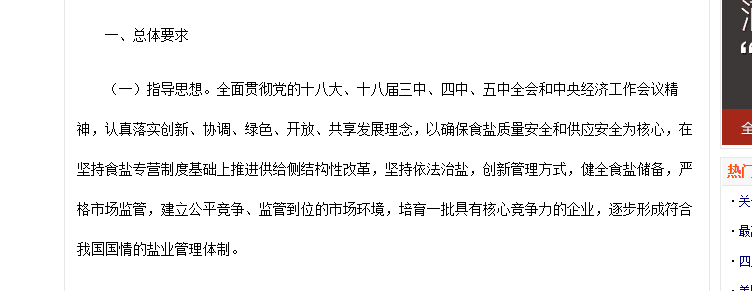 一、总体要求
（一）指导思想。全面贯彻党的十八大、十八届三中、四中、五中全会和中央经济工作会议精
神，认真落实创新、协调、绿色、开放、共享发展理念，以确保食盐质量安全和供应安全为核心，在
坚持食盐专营制度基础上推进供给侧结构性改革，坚持依法治盐，创新管理方式，健全食盐储备，严
格市场监管，建立公平竞争、监管到位的市场环境，培育一批具有核心竞争力的企业，逐步形成符合
我国国情的盐业管理体制。
全
热门
· 关
· 最
· 四